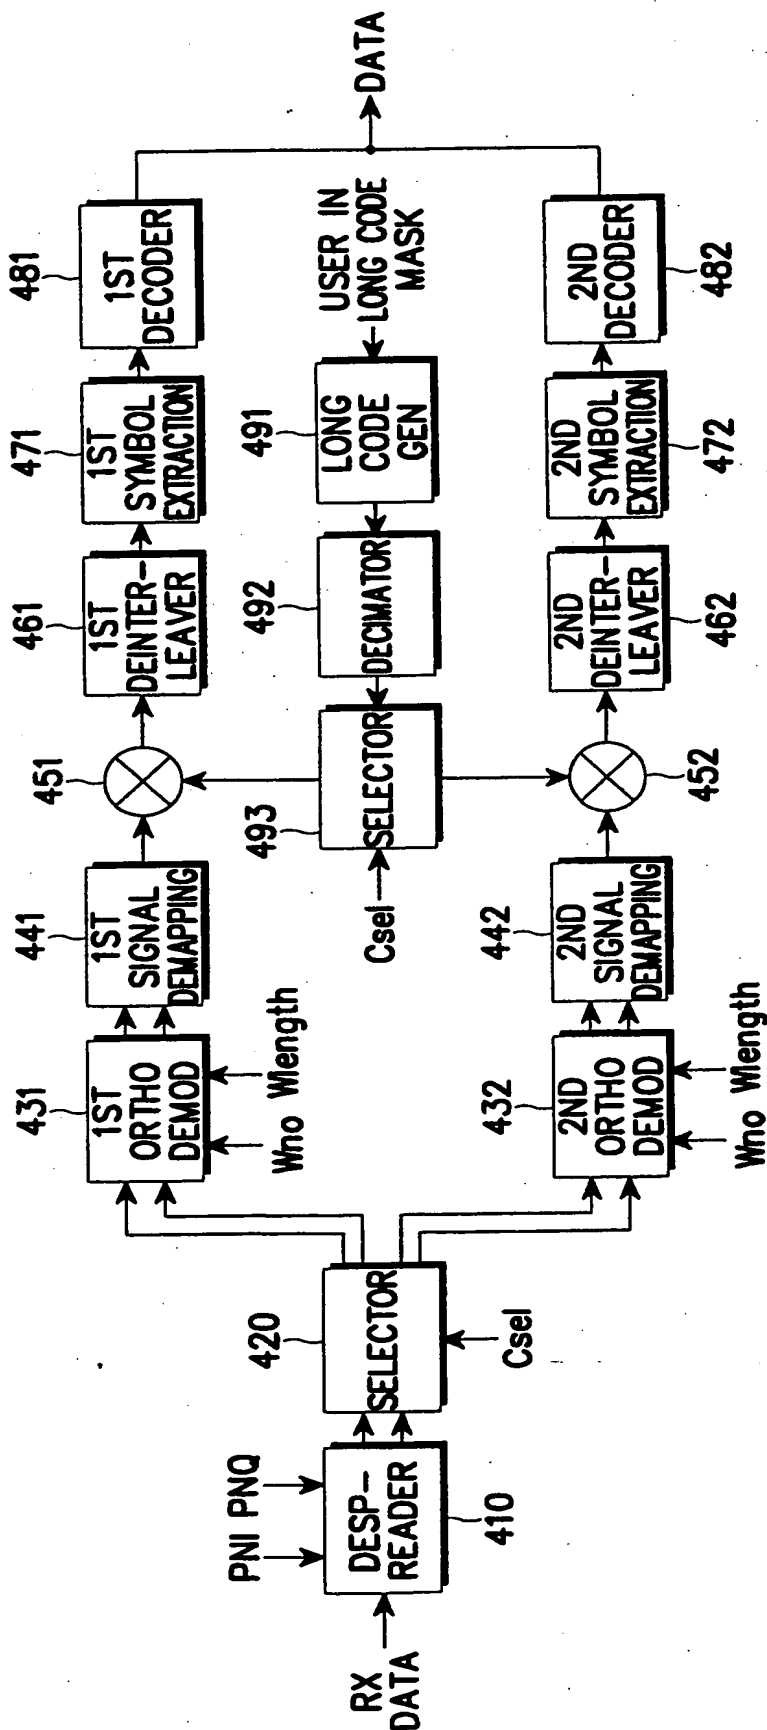 RX
DATA
PNI PNQ
DESP-
READER
410
420
SELECTOR
Csel
431
1ST
ORTHO
DEMOD
Wno Wlength
441
1ST
SIGNAL
DEMAPPING
451
461
1ST
DEINTER-
LEAVER
471
1ST
SYMBOL
EXTRACTION
481
1ST
DECODER
DATA
Csel
493
SELECTOR
492
DECIMATOR
491
LONG
CODE
GEN
USER IN
LONG CODE
MASK
432
2ND
ORTHO
DEMOD
Wno Wlength
442
2ND
SIGNAL
DEMAPPING
452
2ND
DEINTER-
LEAVER
462
2ND
SYMBOL
EXTRACTION
472
2ND
DECODER
482